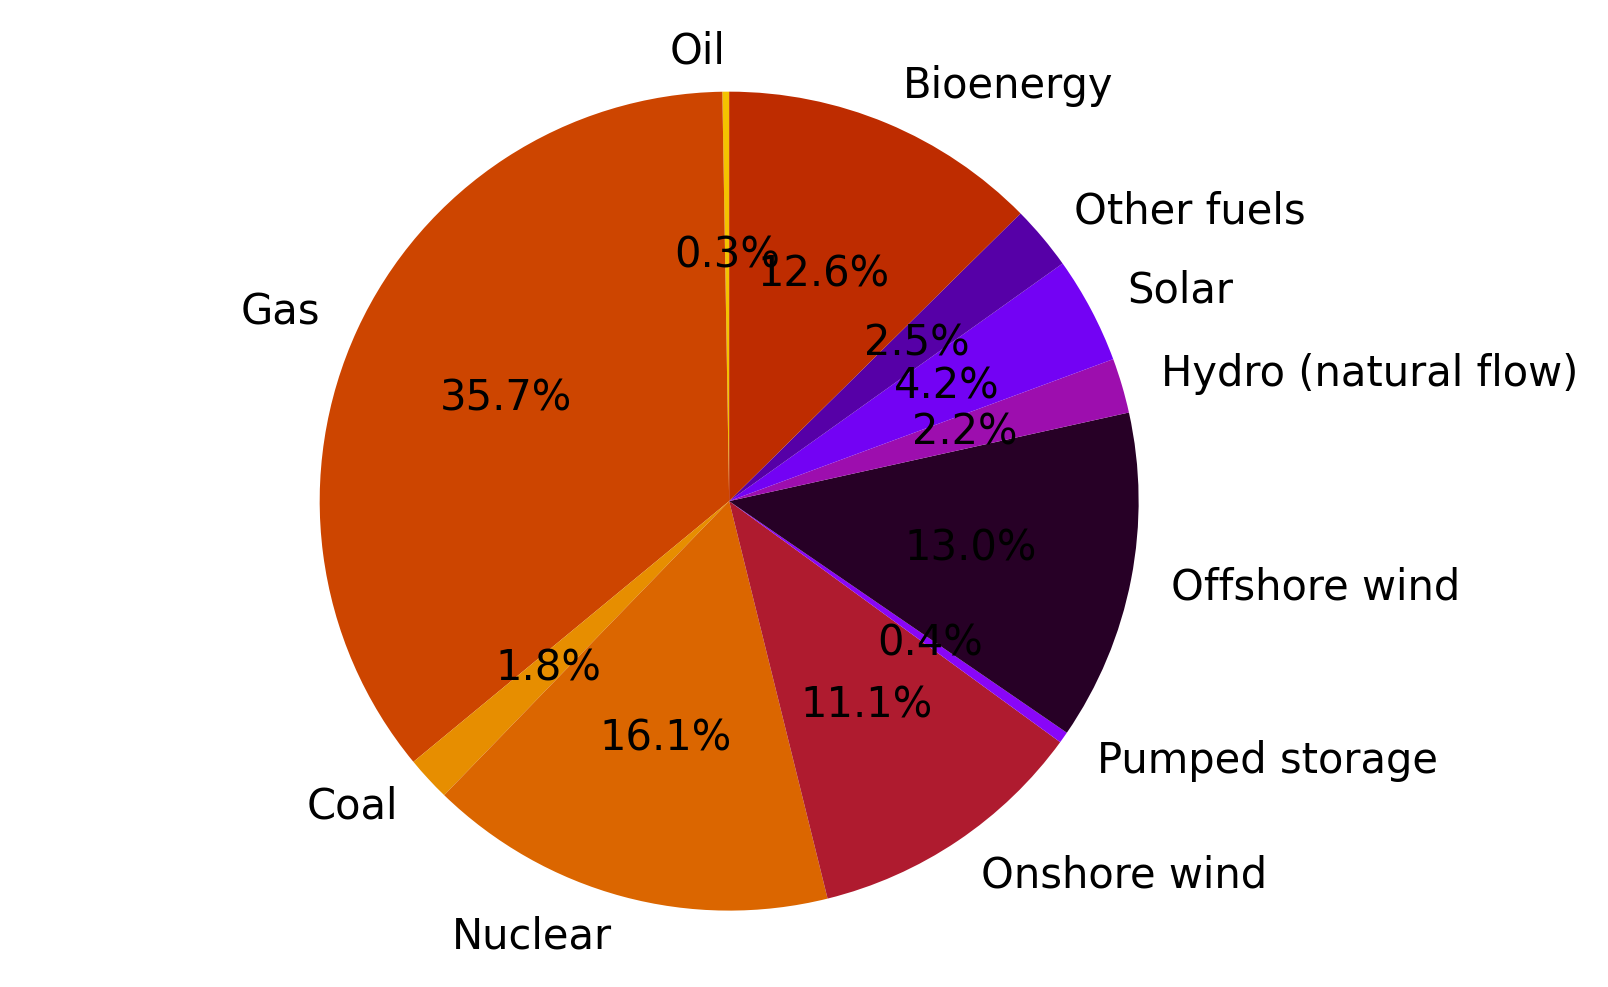 Oil
Bioenergy
Other fuels
Solar
Hydro (natural flow)
Offshore wind
Pumped storage
Onshore wind
Nuclear
Coal
Gas
0.3%
12.6%
2.5%
4.2%
2.2%
13.0%
0.4%
11.1%
16.1%
1.8%
35.7%